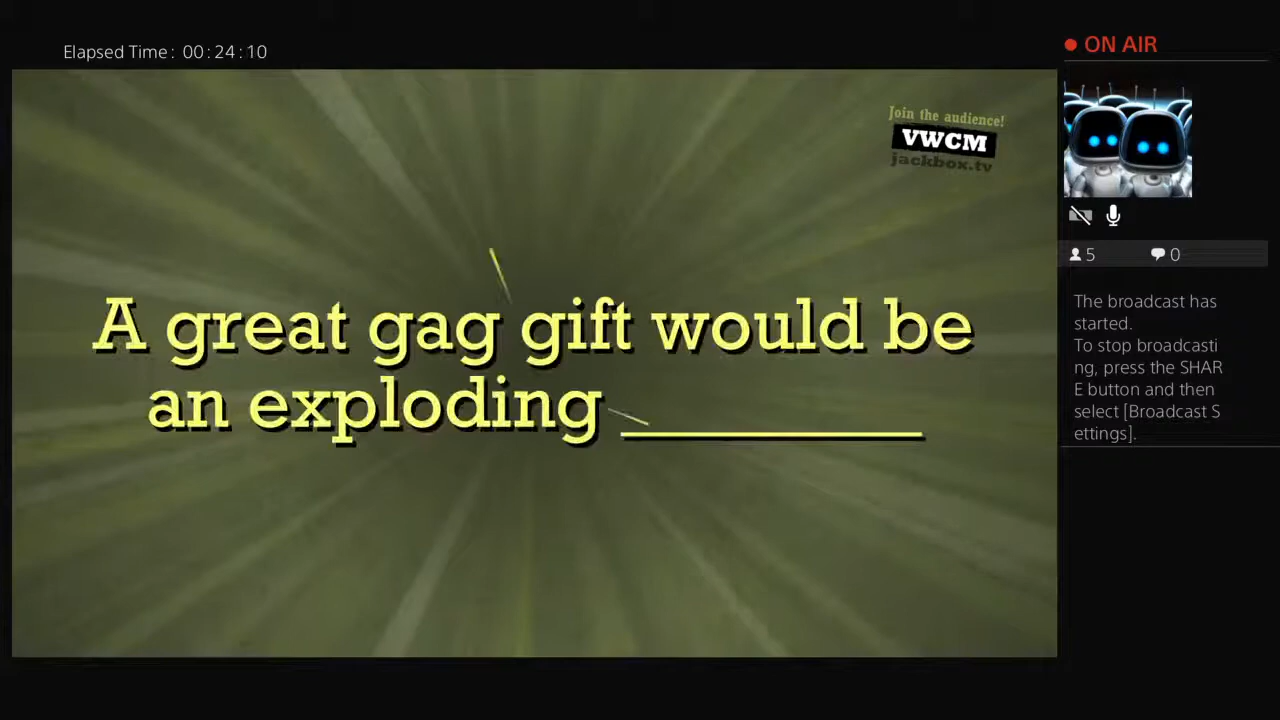 Elapsed Time: 00:24:10
ON AIR
Join the audience!
VWCM
jackbox.tv
A great gag gift would be
an exploding __________
5
0
The broadcast has
started.
To stop broadcasti
ng, press the SHAR
E button and then
select [Broadcast S
ettings].